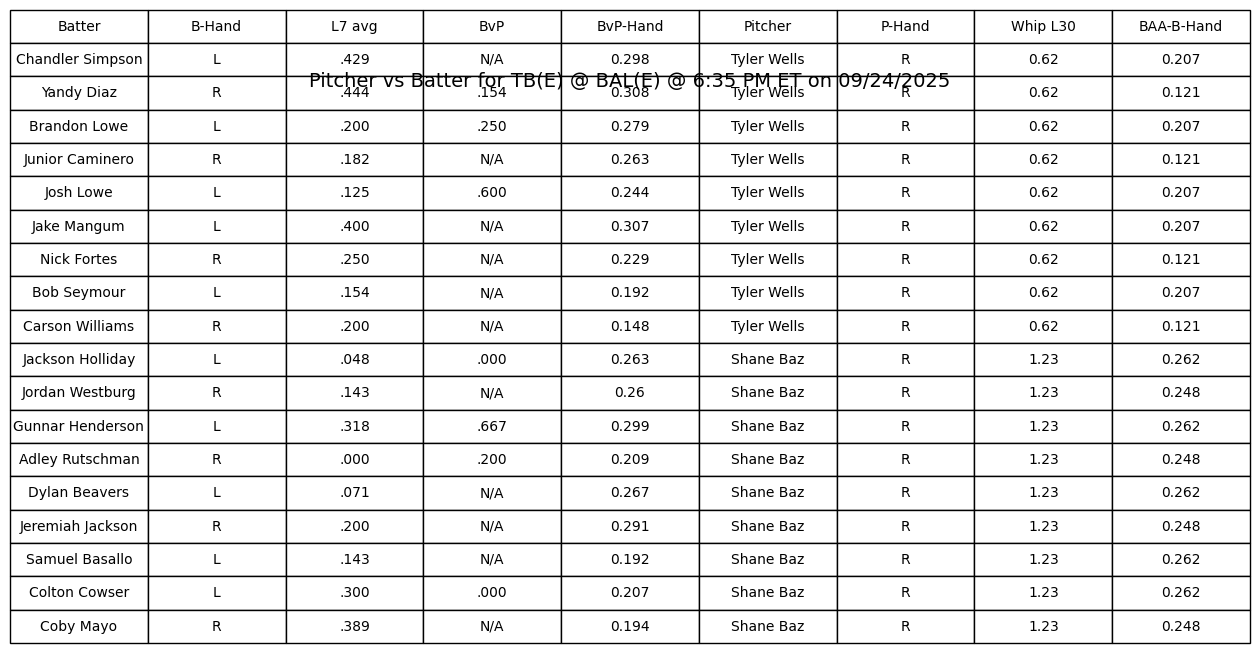 Batter B-Hand L7 avg BvP BvP-Hand Pitcher P-Hand Whip L30 BAA-B-Hand
Chandler Simpson L .429 N/A 0.298 Tyler Wells R 0.62 0.207
Pitcher vs Batter for TB(E) @ BAL(E) @ 6:35 PM ET on 09/24/2025
Yandy Diaz R .444 .154 0.308 Tyler Wells R 0.62 0.121
Brandon Lowe L .200 .250 0.279 Tyler Wells R 0.62 0.207
Junior Caminero R .182 N/A 0.263 Tyler Wells R 0.62 0.121
Josh Lowe L .125 .600 0.244 Tyler Wells R 0.62 0.207
Jake Mangum L .400 N/A 0.307 Tyler Wells R 0.62 0.207
Nick Fortes R .250 N/A 0.229 Tyler Wells R 0.62 0.121
Bob Seymour L .154 N/A 0.192 Tyler Wells R 0.62 0.207
Carson Williams R .200 N/A 0.148 Tyler Wells R 0.62 0.121
Jackson Holliday L .048 .000 0.263 Shane Baz R 1.23 0.262
Jordan Westburg R .143 N/A 0.26 Shane Baz R 1.23 0.248
Gunnar Henderson L .318 .667 0.299 Shane Baz R 1.23 0.262
Adley Rutschman R .000 .200 0.209 Shane Baz R 1.23 0.248
Dylan Beavers L .071 N/A 0.267 Shane Baz R 1.23 0.262
Jeremiah Jackson R .200 N/A 0.291 Shane Baz R 1.23 0.248
Samuel Basallo L .143 N/A 0.192 Shane Baz R 1.23 0.262
Colton Cowser L .300 .000 0.207 Shane Baz R 1.23 0.262
Coby Mayo R .389 N/A 0.194 Shane Baz R 1.23 0.248